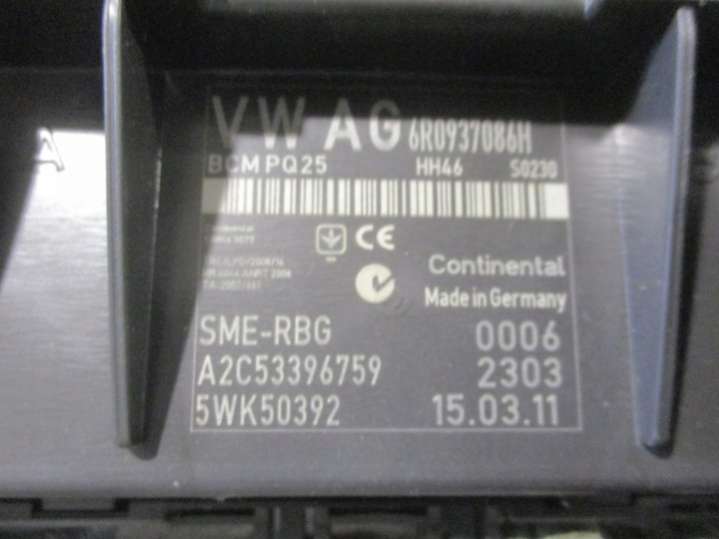 VW AG 6R0937086H
BCM PQ25 HH46 S0230
CE
Continental
Made in Germany
SME-RBG 0006
A2C53396759 2303
5WK50392 15.03.11
A